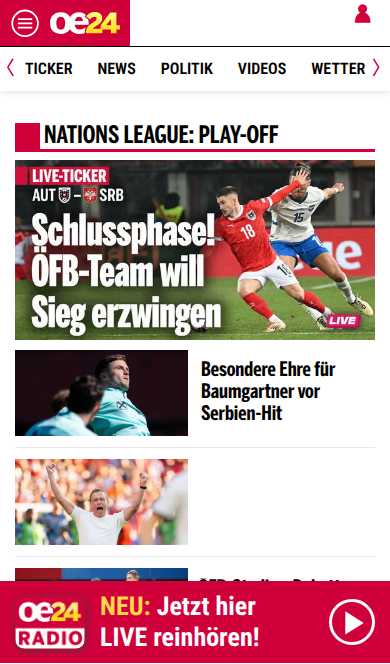 oe24
TICKER NEWS POLITIK VIDEOS WETTER
NATIONS LEAGUE: PLAY-OFF
LIVE-TICKER
AUT - SRB
Schlussphase!
ÖFB-Team will
Sieg erzwingen
18
15
LIVE
Besondere Ehre für
Baumgartner vor
Serbien-Hit
oe24
RADIO
NEU: Jetzt hier
LIVE reinhören!